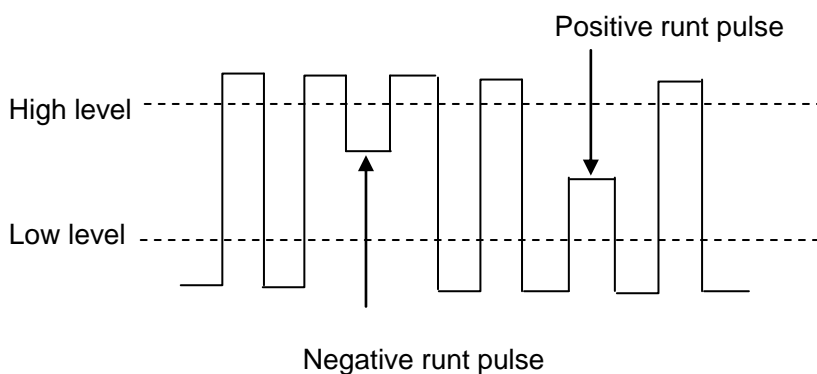 Positive runt pulse
High level
Low level
Negative runt pulse